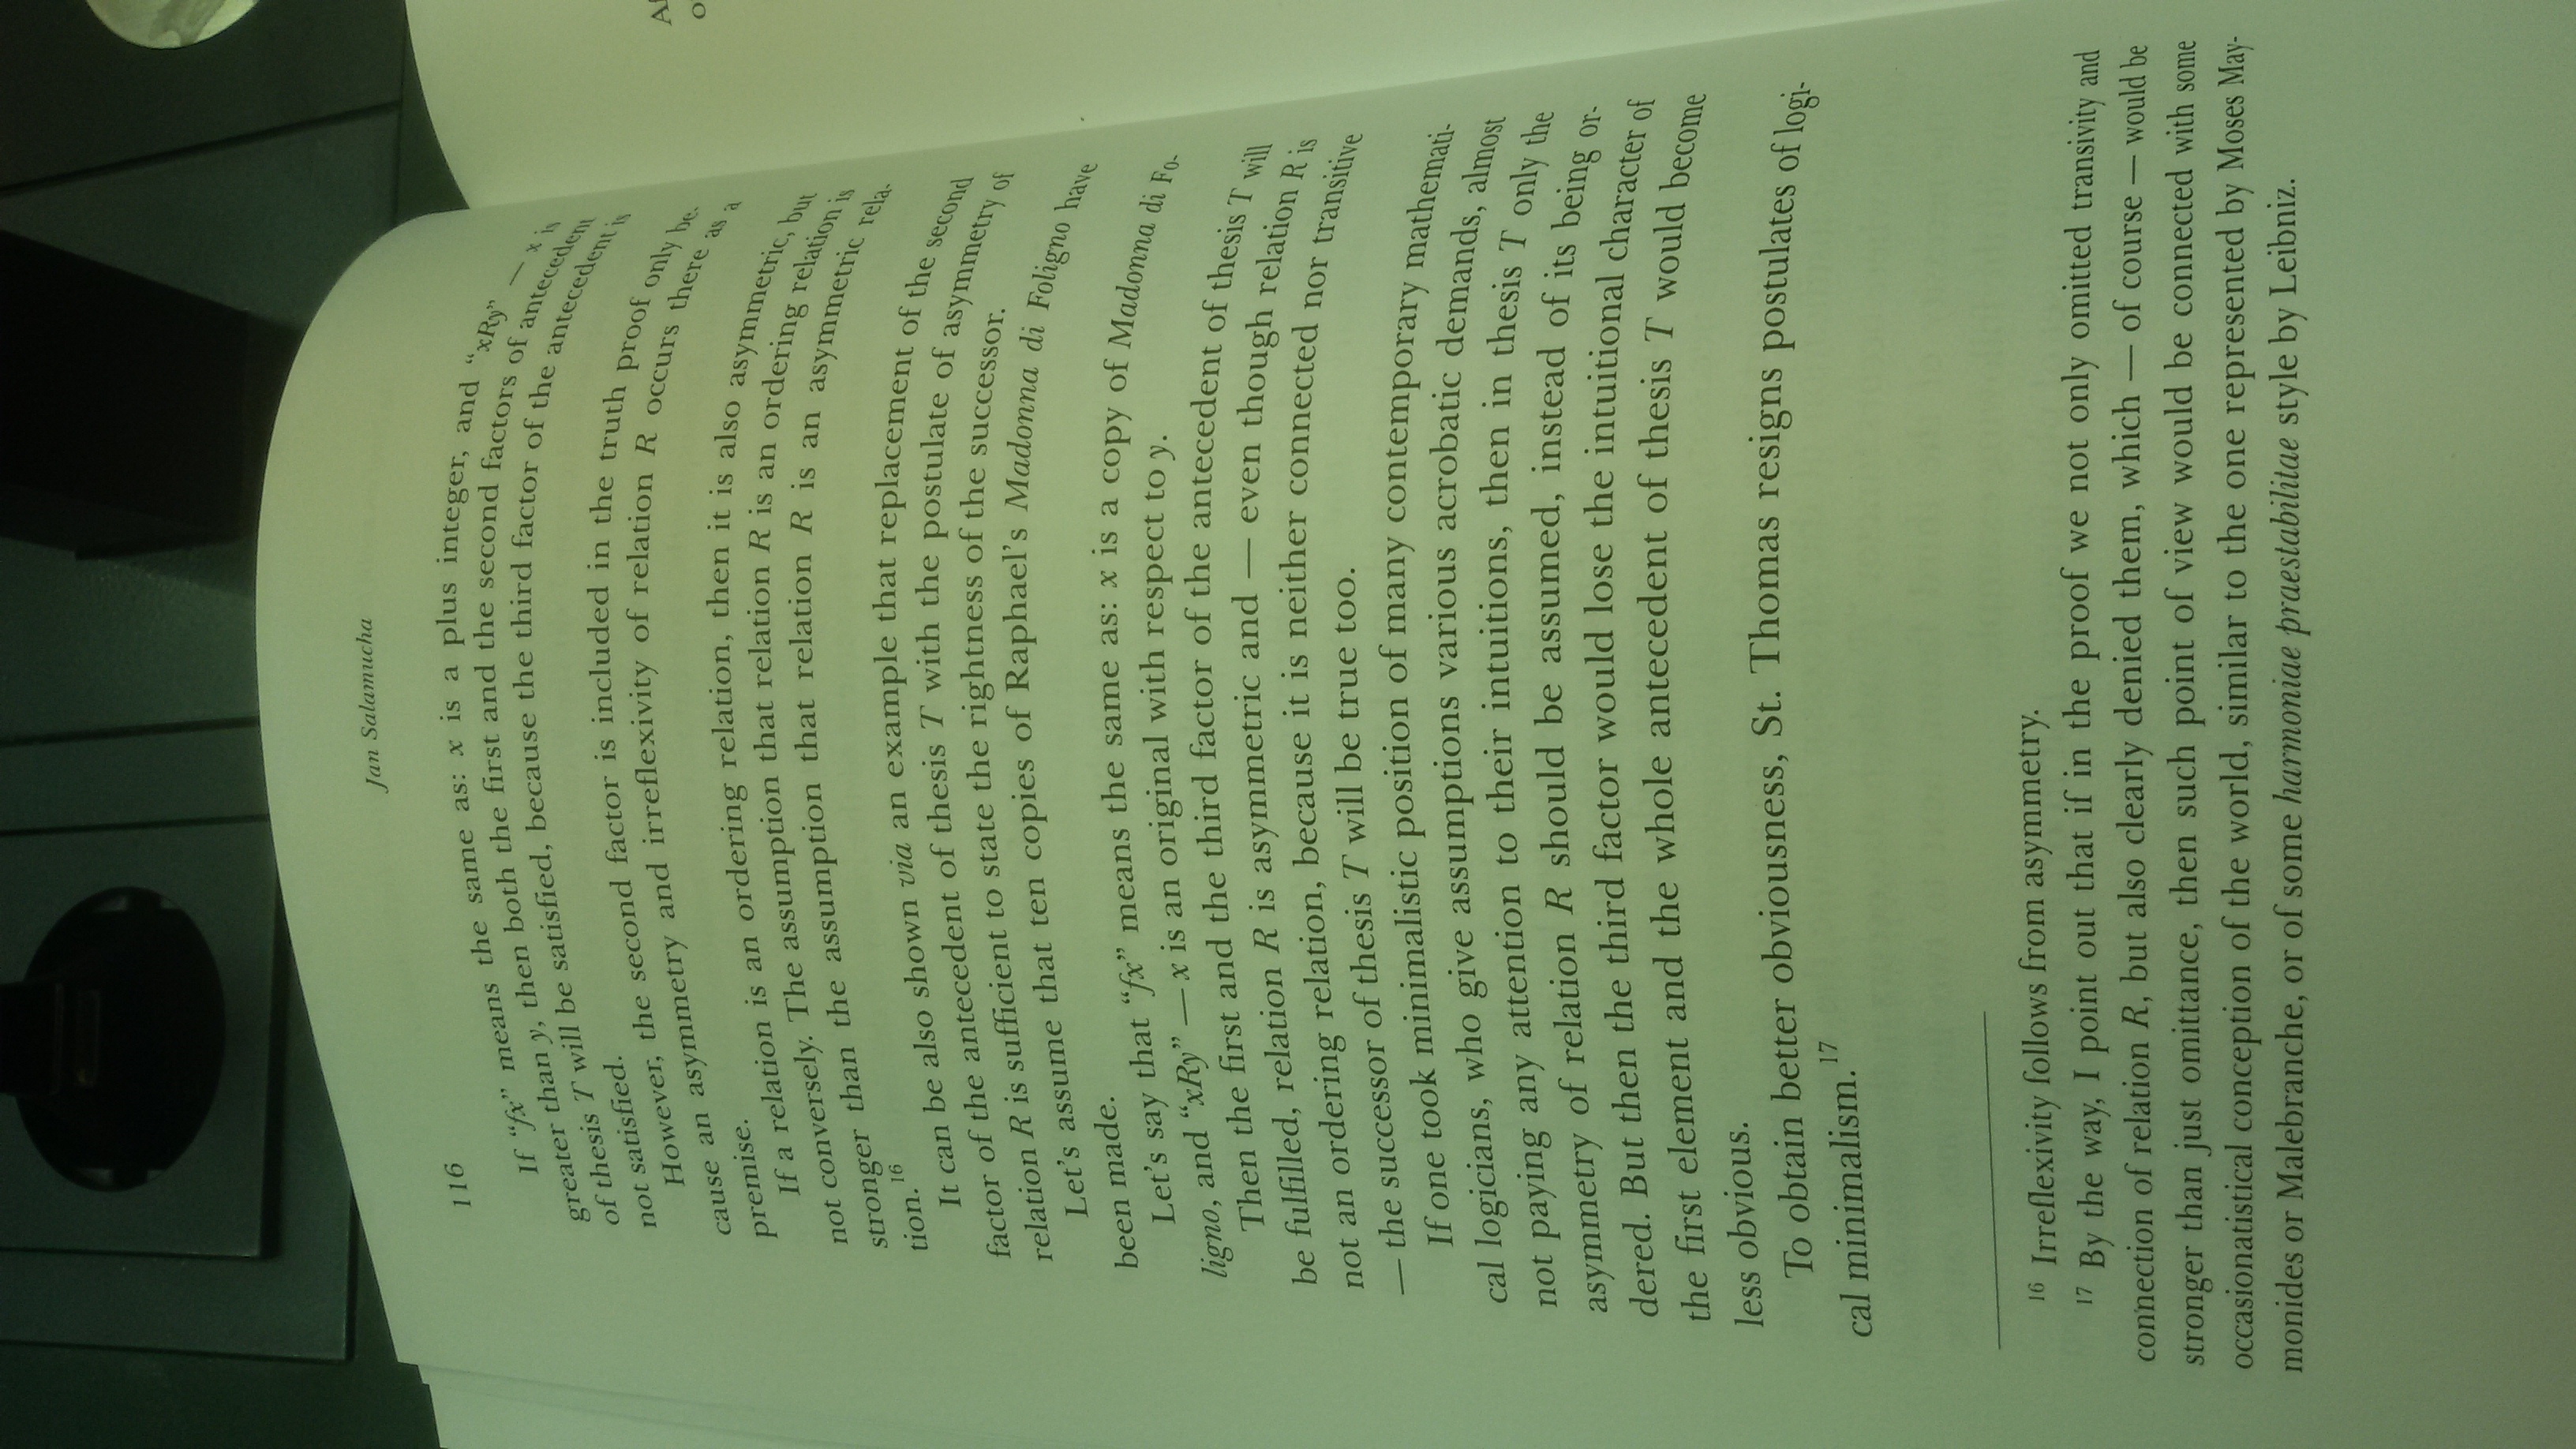 116
Jan Salamucha
If “fx” means the same as: x is a plus integer, and “xRy” — x is
greater than y, then both the first and the second factors of antecedent
of thesis T will be satisfied, because the third factor of the antecedent is
not satisfied.
However, the second factor is included in the truth proof only be-
cause an asymmetry and irreflexivity of relation R occurs there as a
premise.
If a relation is an ordering relation, then it is also asymmetric, but
not conversely. The assumption that relation R is an ordering relation is
stronger than the assumption that relation R is an asymmetric rela-
tion.16
It can be also shown via an example that replacement of the second
factor of the antecedent of thesis T with the postulate of asymmetry of
relation R is sufficient to state the rightness of the successor.
Let’s assume that ten copies of Raphael’s Madonna di Foligno have
been made.
Let’s say that “fx” means the same as: x is a copy of Madonna di Fo-
ligno, and “xRy” — x is an original with respect to y.
Then the first and the third factor of the antecedent of thesis T will
be fulfilled, relation R is asymmetric and — even though relation R is
not an ordering relation, because it is neither connected nor transitive
— the successor of thesis T will be true too.
If one took minimalistic position of many contemporary mathemati-
cal logicians, who give assumptions various acrobatic demands, almost
not paying any attention to their intuitions, then in thesis T only the
asymmetry of relation R should be assumed, instead of its being or-
dered. But then the third factor would lose the intuitional character of
the first element and the whole antecedent of thesis T would become
less obvious.
To obtain better obviousness, St. Thomas resigns postulates of logi-
cal minimalism.17
16 Irreflexivity follows from asymmetry.
17 By the way, I point out that if in the proof we not only omitted transivity and
connection of relation R, but also clearly denied them, which — of course — would be
stronger than just omittance, then such point of view would be connected with some
occasionatistical conception of the world, similar to the one represented by Moses May-
monides or Malebranche, or of some harmoniae praestabilitae style by Leibniz.